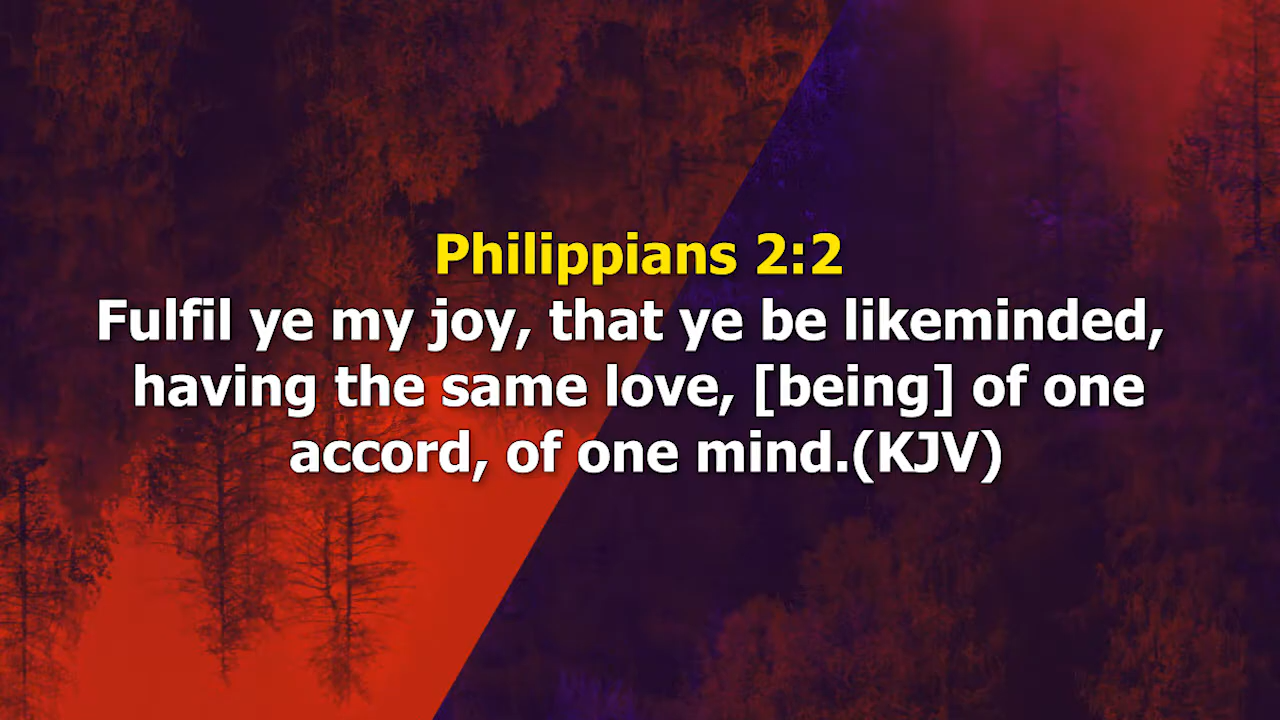 Philippians 2:2
Fulfil ye my joy, that ye be likeminded,
having the same love, [being] of one
accord, of one mind.(KJV)